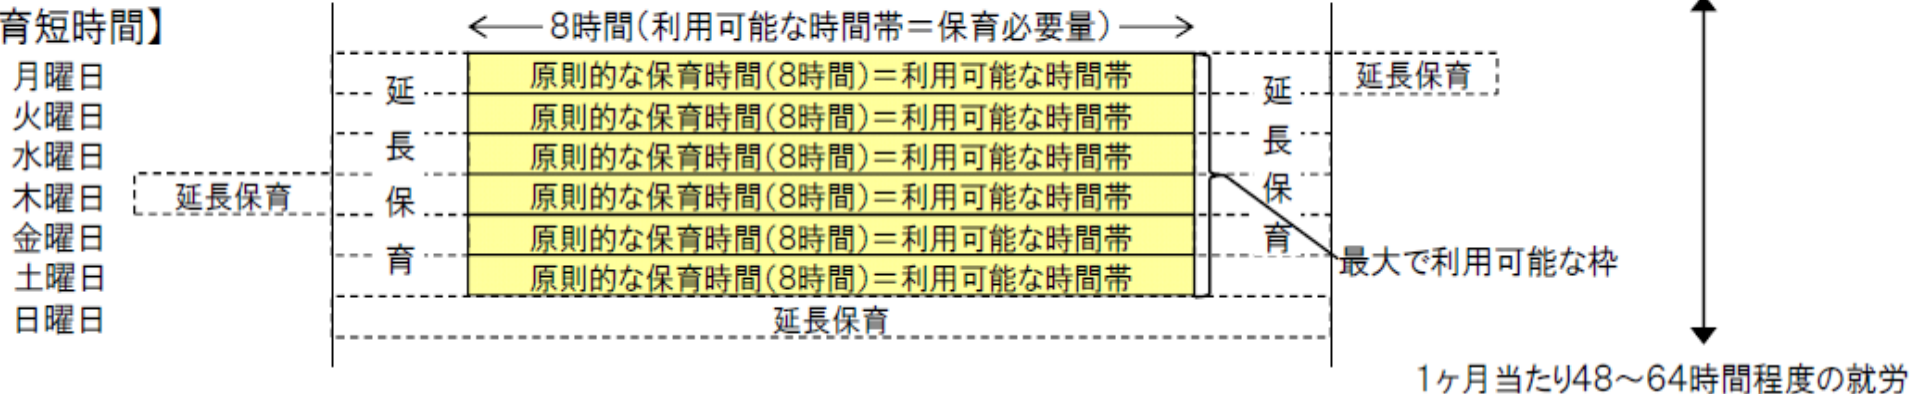 育短時間】
8時間(利用可能な時間帯＝保育必要量)
月曜日
延長保育
原則的な保育時間(8時間)＝利用可能な時間帯
延長保育
延長保育
火曜日
原則的な保育時間(8時間)＝利用可能な時間帯
水曜日
原則的な保育時間(8時間)＝利用可能な時間帯
木曜日
延長保育
原則的な保育時間(8時間)＝利用可能な時間帯
金曜日
原則的な保育時間(8時間)＝利用可能な時間帯
最大で利用可能な枠
土曜日
原則的な保育時間(8時間)＝利用可能な時間帯
日曜日
延長保育
1ヶ月当たり48～64時間程度の就労